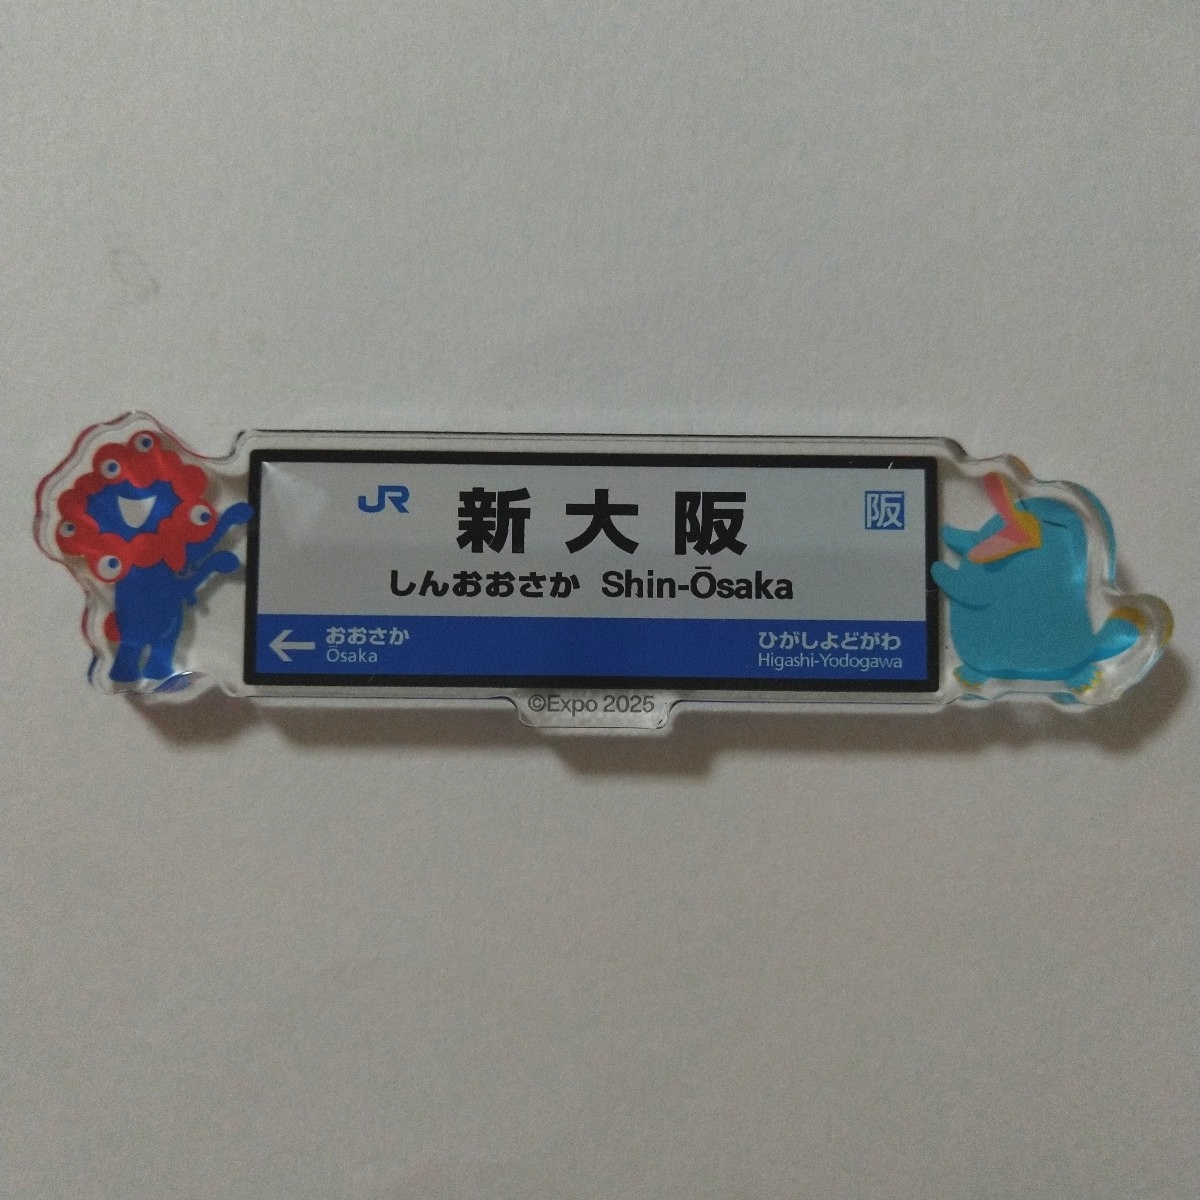 JR 新大阪 阪
しんおおさか Shin-Ōsaka
← おおさか ひがしよどがわ
Ōsaka Higashi-Yodogawa
©Expo 2025